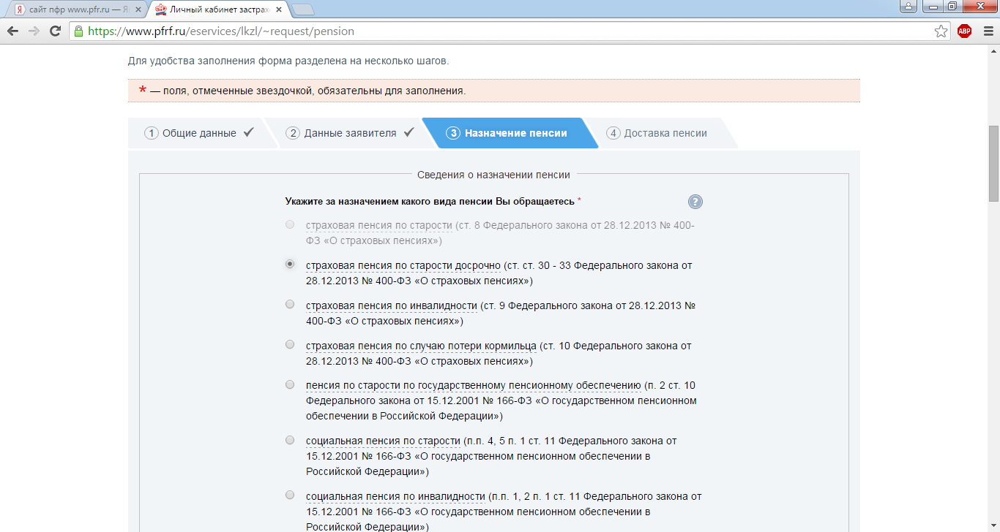 сайт пфр www.pfr.ru — Я
Личный кабинет застрах
https://www.pfrf.ru/eservices/lkzl/~request/pension
ABP
Для удобства заполнения форма разделена на несколько шагов.
* — поля, отмеченные звездочкой, обязательны для заполнения.
1 Общие данные
2 Данные заявителя
3 Назначение пенсии
4 Доставка пенсии
Сведения о назначении пенсии
Укажите за назначением какого вида пенсии Вы обращаетесь *
?
страховая пенсия по старости (ст. 8 Федерального закона от 28.12.2013 № 400-
ФЗ «О страховых пенсиях»)
страховая пенсия по старости досрочно (ст. ст. 30 - 33 Федерального закона от
28.12.2013 № 400-ФЗ «О страховых пенсиях»)
страховая пенсия по инвалидности (ст. 9 Федерального закона от 28.12.2013 №
400-ФЗ «О страховых пенсиях»)
страховая пенсия по случаю потери кормильца (ст. 10 Федерального закона от
28.12.2013 № 400-ФЗ «О страховых пенсиях»)
пенсия по старости по государственному пенсионному обеспечению (п. 2 ст. 10
Федерального закона от 15.12.2001 № 166-ФЗ «О государственном пенсионном
обеспечении в Российской Федерации»)
социальная пенсия по старости (п.п. 4, 5 п. 1 ст. 11 Федерального закона от
15.12.2001 № 166-ФЗ «О государственном пенсионном обеспечении в
Российской Федерации»)
социальная пенсия по инвалидности (п.п. 1, 2 п. 1 ст. 11 Федерального закона от
15.12.2001 № 166-ФЗ «О государственном пенсионном обеспечении в
Российской Федерации»)